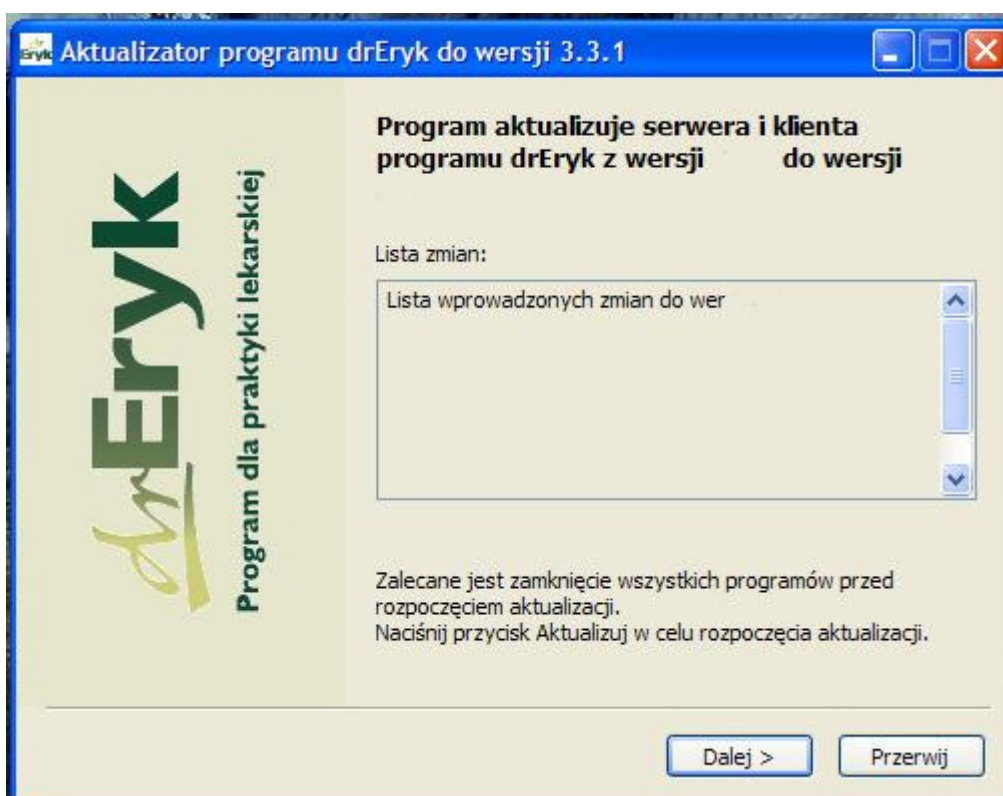 Eryk Aktualizator programu drEryk do wersji 3.3.1
drEryk
Program dla praktyki lekarskiej
Program aktualizuje serwera i klienta
programu drEryk z wersji do wersji
Lista zmian:
Lista wprowadzonych zmian do wer
Zalecane jest zamknięcie wszystkich programów przed
rozpoczęciem aktualizacji.
Naciśnij przycisk Aktualizuj w celu rozpoczęcia aktualizacji.
Dalej >
Przerwij